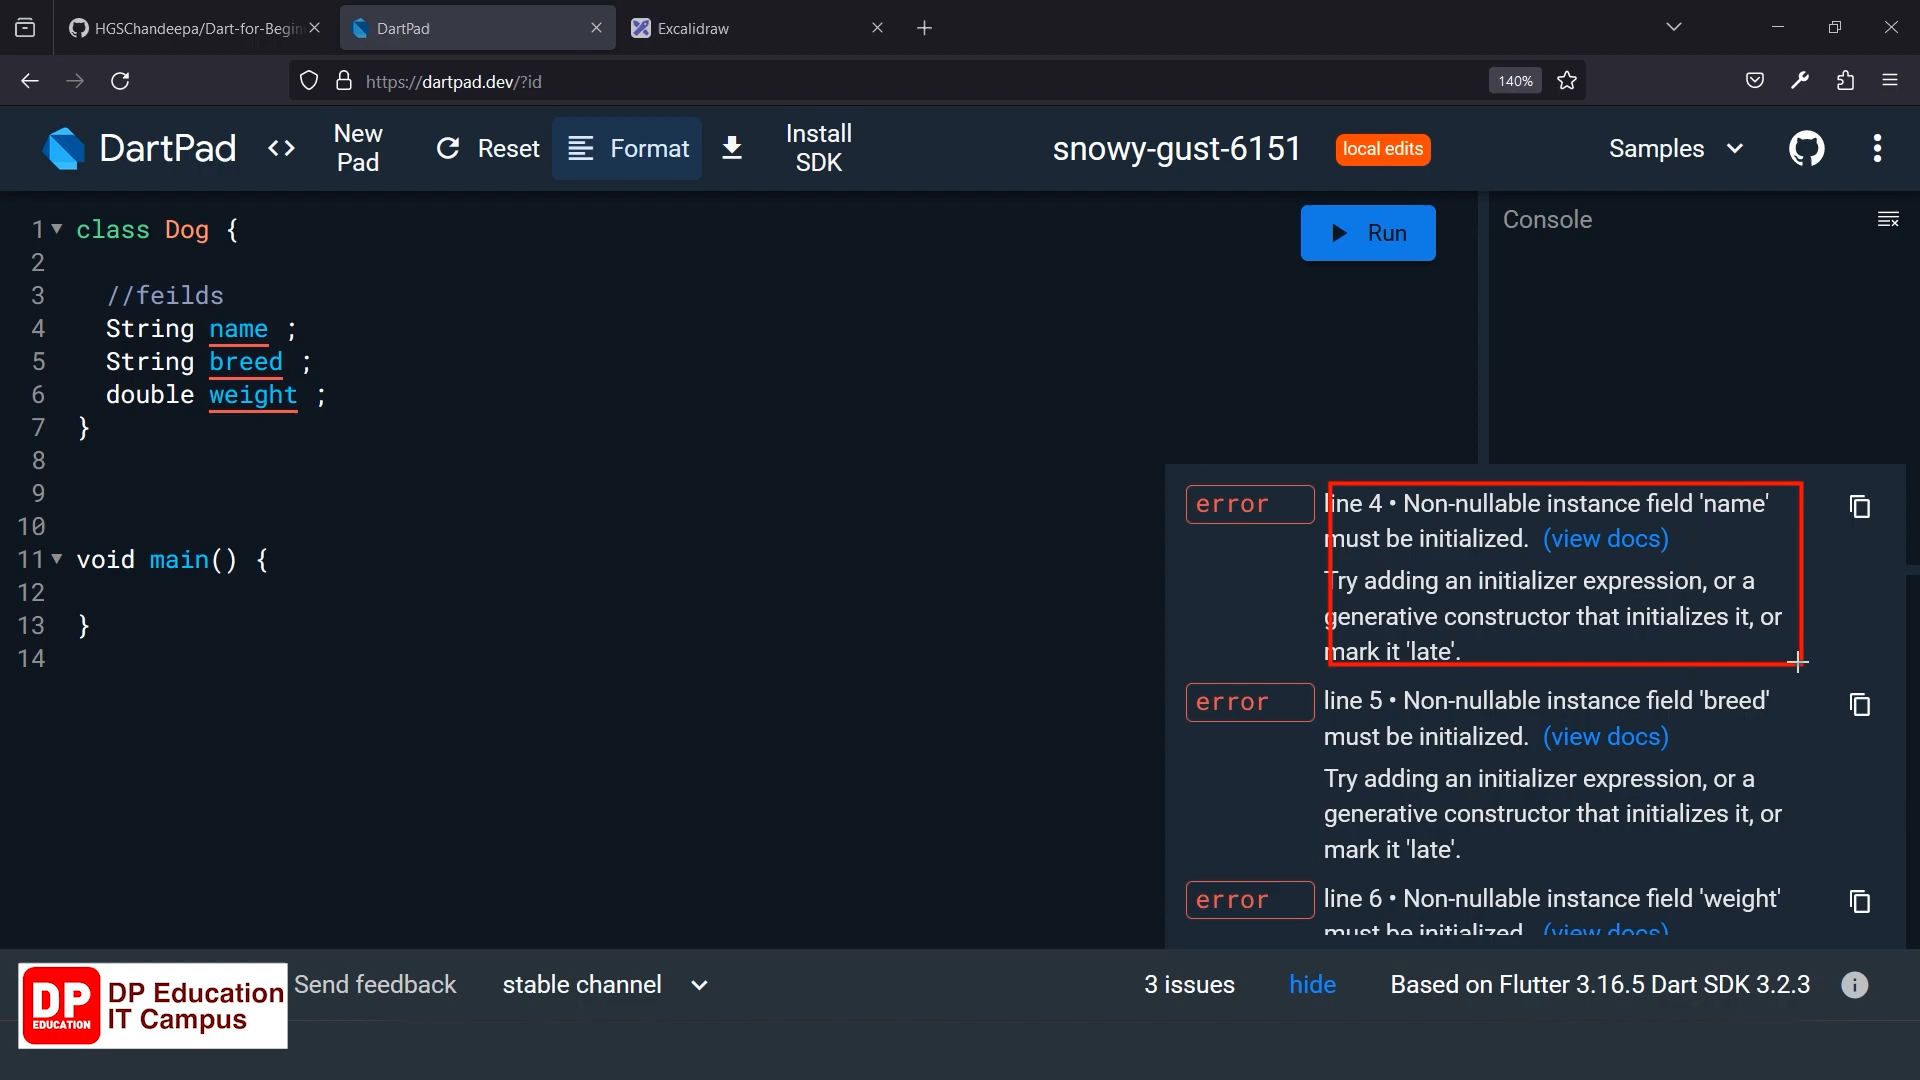 HGSChandeepa/Dart-for-Begin
DartPad
Excalidraw
https://dartpad.dev/?id
140%
DartPad
New Pad
Reset
Format
Install SDK
snowy-gust-6151
local edits
Samples
1 class Dog {
2
3 //feilds
4 String name ;
5 String breed ;
6 double weight ;
7 }
8
9
10
11 void main() {
12
13 }
14
Run
Console
error line 4 • Non-nullable instance field 'name'
must be initialized. (view docs)
Try adding an initializer expression, or a
generative constructor that initializes it, or
mark it 'late'.
error line 5 • Non-nullable instance field 'breed'
must be initialized. (view docs)
Try adding an initializer expression, or a
generative constructor that initializes it, or
mark it 'late'.
error line 6 • Non-nullable instance field 'weight'
must be initialized. (view docs)
DP EDUCATION
DP Education
IT Campus
Send feedback
stable channel
3 issues
hide
Based on Flutter 3.16.5 Dart SDK 3.2.3